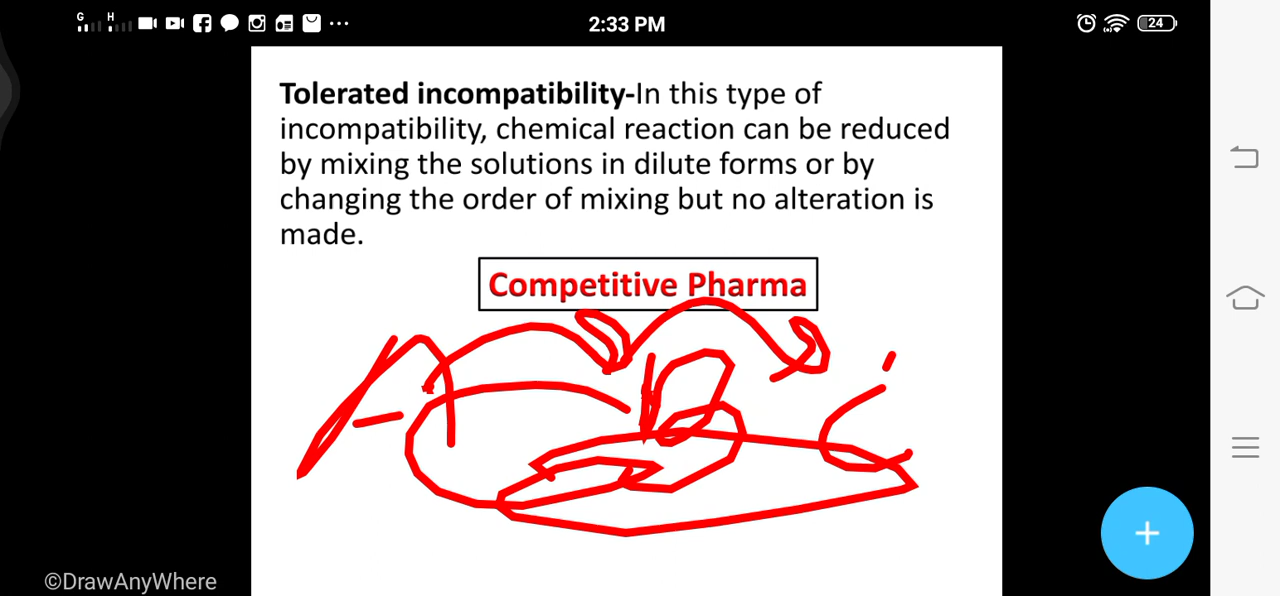 G H 2:33 PM 24
Tolerated incompatibility-In this type of
incompatibility, chemical reaction can be reduced
by mixing the solutions in dilute forms or by
changing the order of mixing but no alteration is
made.
Competitive Pharma
A B C
©DrawAnyWhere